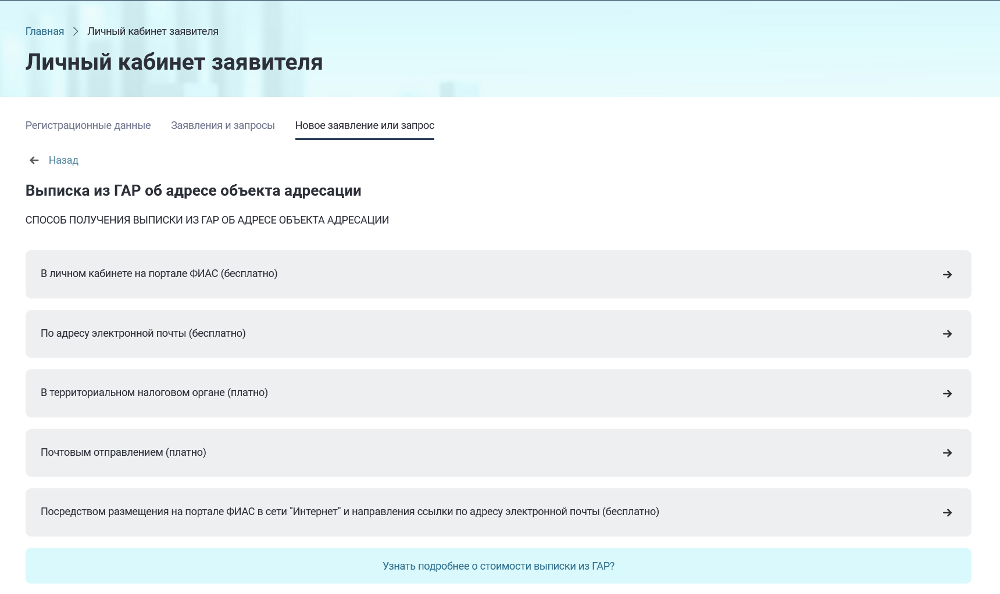 Главная
Личный кабинет заявителя
Личный кабинет заявителя
Регистрационные данные
Заявления и запросы
Новое заявление или запрос
Назад
Выписка из ГАР об адресе объекта адресации
СПОСОБ ПОЛУЧЕНИЯ ВЫПИСКИ ИЗ ГАР ОБ АДРЕСЕ ОБЪЕКТА АДРЕСАЦИИ
В личном кабинете на портале ФИАС (бесплатно)
По адресу электронной почты (бесплатно)
В территориальном налоговом органе (платно)
Почтовым отправлением (платно)
Посредством размещения на портале ФИАС в сети "Интернет" и направления ссылки по адресу электронной почты (бесплатно)
Узнать подробнее о стоимости выписки из ГАР?